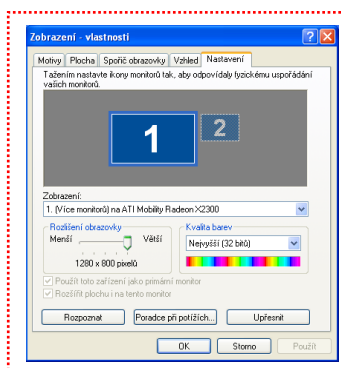 Zobrazení - vlastnosti
Motivy Plocha Spořič obrazovky Vzhled Nastavení
Tažením nastavte ikony monitorů tak, aby odpovídaly fyzickému uspořádání
vašich monitorů.
1 2
Zobrazení:
1. (Více monitorů) na ATI Mobility Radeon X2300
Rozlišení obrazovky
Menší Větší
1280 x 800 pixelů
Kvalita barev
Nejvyšší (32 bitů)
Použít toto zařízení jako primární monitor
Rozšířit plochu i na tento monitor
Rozpoznat Poradce při potížích... Upřesnit
OK Storno Použít